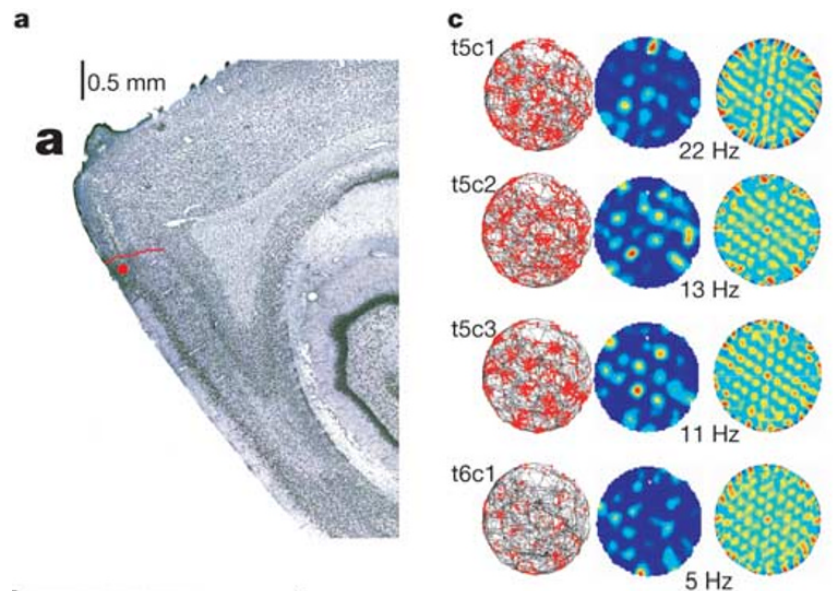 a
c
0.5 mm
a
t5c1
22 Hz
t5c2
13 Hz
t5c3
11 Hz
t6c1
5 Hz